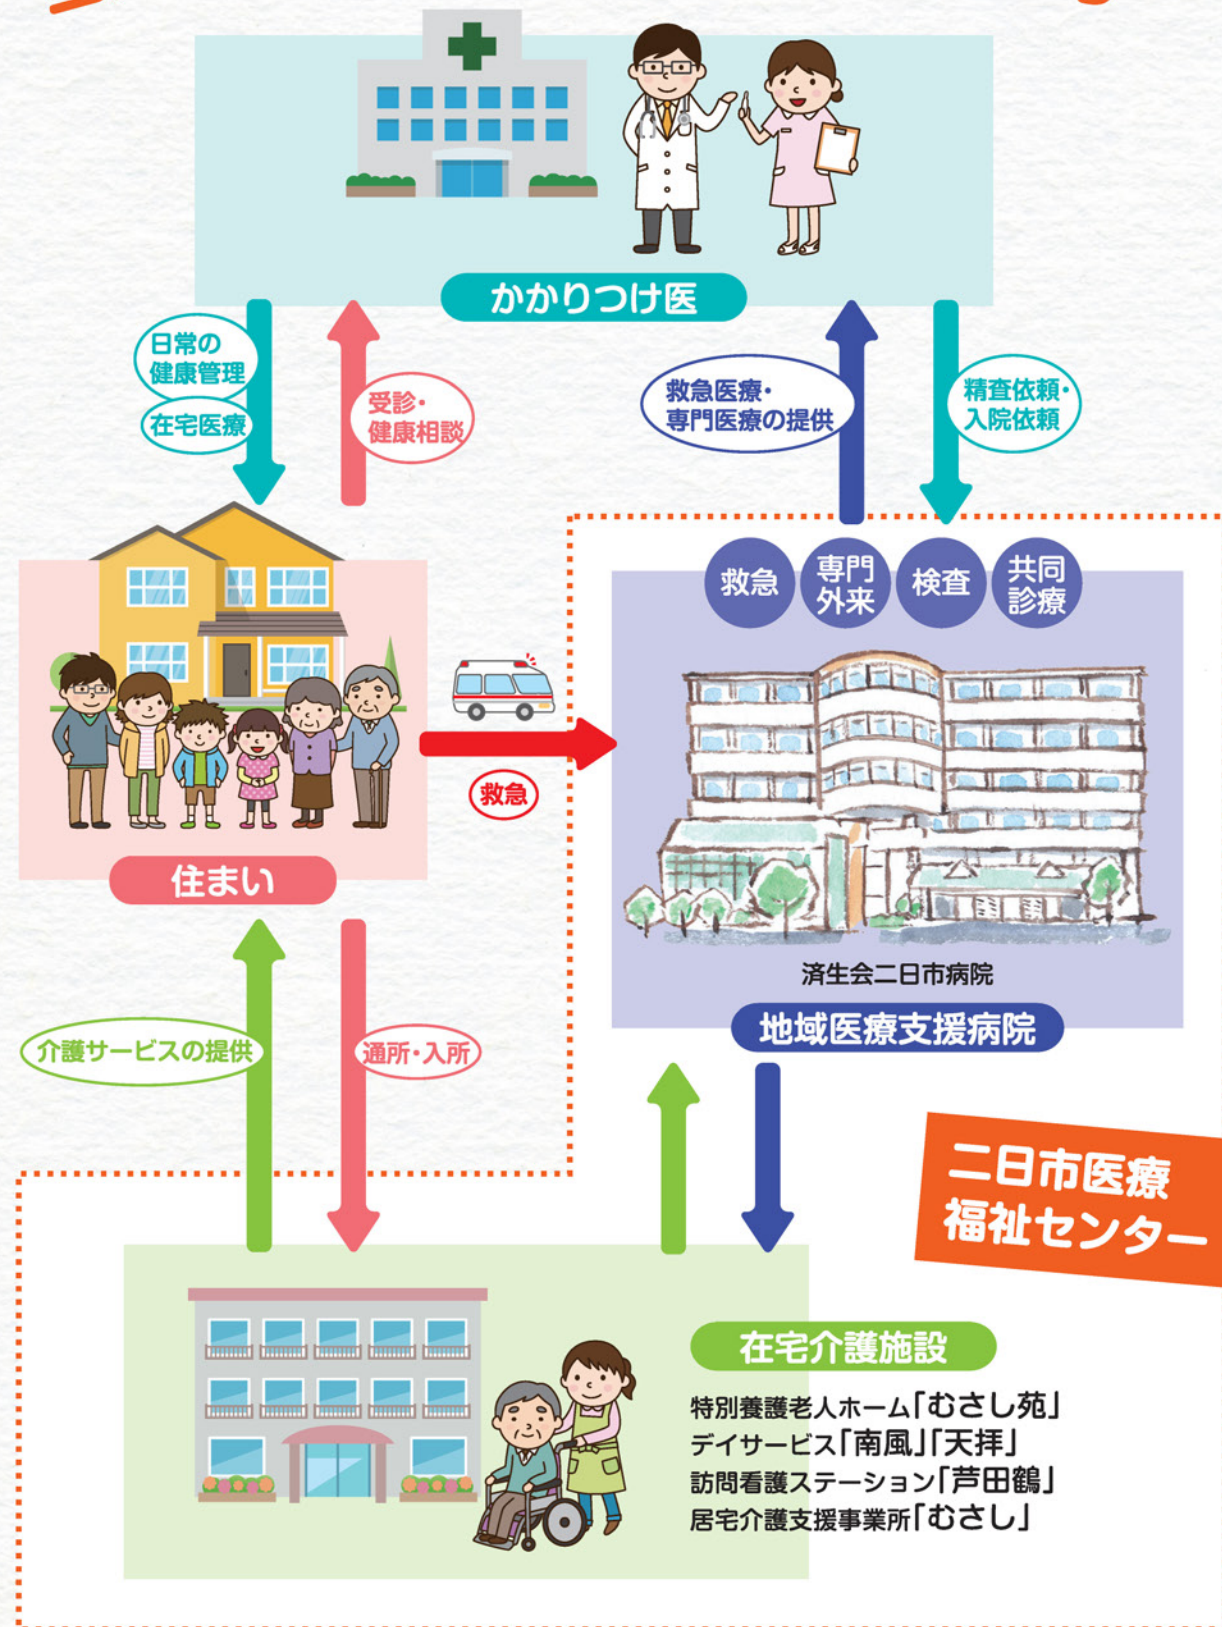 かかりつけ医
日常の
健康管理
在宅医療
受診・
健康相談
救急医療・
専門医療の提供
精査依頼・
入院依頼
救急
専門
外来
検査
共同
診療
救急
住まい
済生会二日市病院
地域医療支援病院
介護サービスの提供
通所・入所
二日市医療
福祉センター
在宅介護施設
特別養護老人ホーム「むさし苑」
デイサービス「南風」「天拝」
訪問看護ステーション「芦田鶴」
居宅介護支援事業所「むさし」